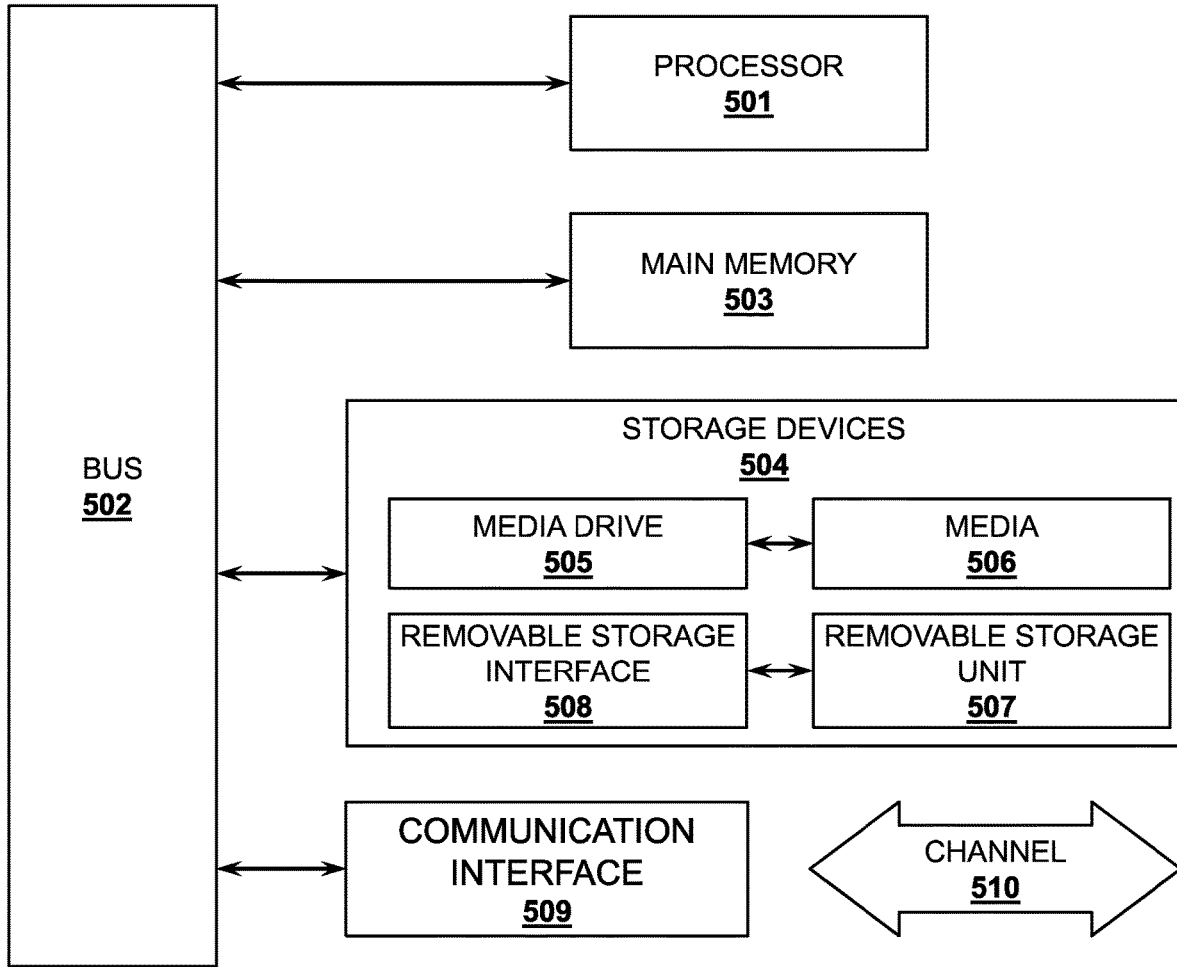 PROCESSOR
501
MAIN MEMORY
503
BUS
502
STORAGE DEVICES
504
MEDIA DRIVE
505
MEDIA
506
REMOVABLE STORAGE
INTERFACE
508
REMOVABLE STORAGE
UNIT
507
COMMUNICATION
INTERFACE
509
CHANNEL
510